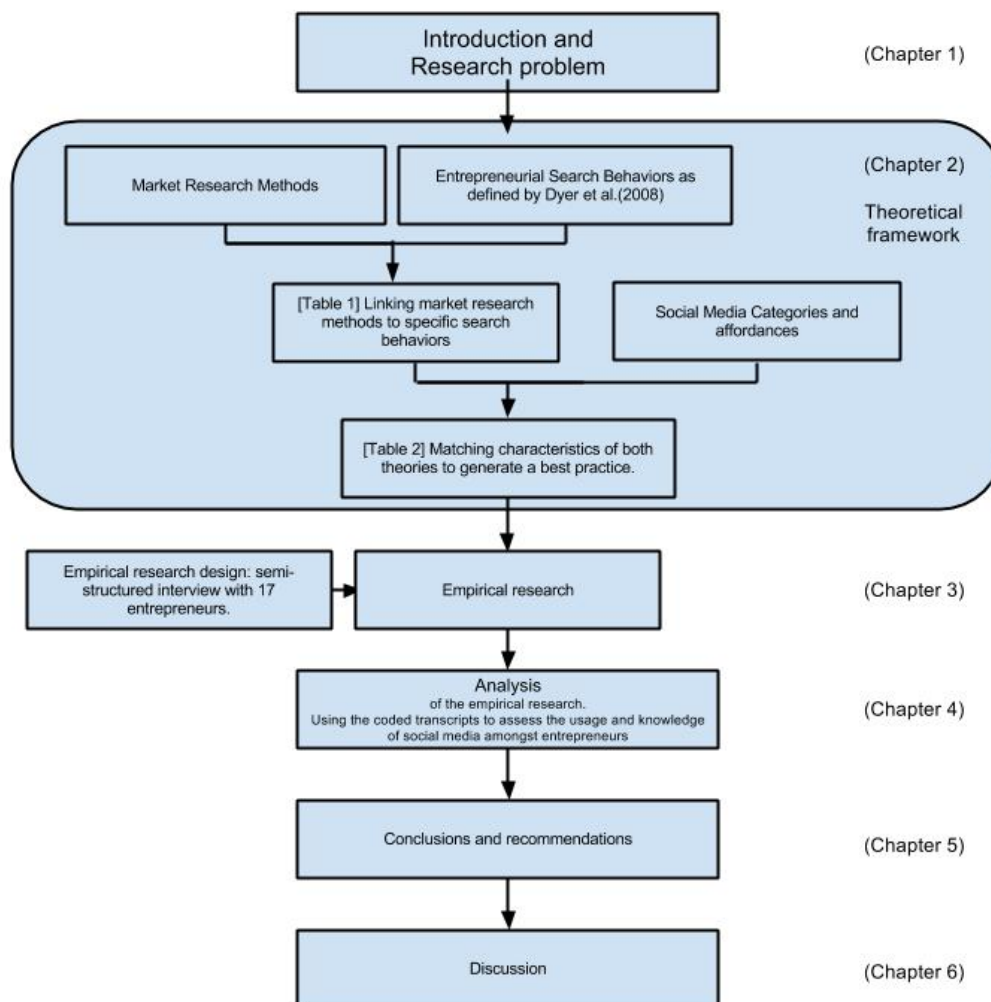 Introduction and
Research problem
(Chapter 1)
(Chapter 2)
Theoretical
framework
Market Research Methods
Entrepreneurial Search Behaviors as
defined by Dyer et al.(2008)
[Table 1] Linking market research
methods to specific search
behaviors
Social Media Categories and
affordances
[Table 2] Matching characteristics of both
theories to generate a best practice.
Empirical research design: semi-
structured interview with 17
entrepreneurs.
Empirical research
(Chapter 3)
Analysis
of the empirical research.
Using the coded transcripts to assess the usage and knowledge
of social media amongst entrepreneurs
(Chapter 4)
Conclusions and recommendations
(Chapter 5)
Discussion
(Chapter 6)